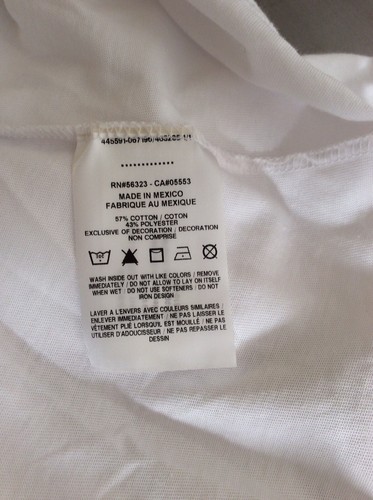 .............
RN#56323 - CA#05553
MADE IN MEXICO
FABRIQUE AU MEXIQUE
57% COTTON / COTON
43% POLYESTER
EXCLUSIVE OF DECORATION / DECORATION
NON COMPRISE
WASH INSIDE OUT WITH LIKE COLORS / REMOVE
IMMEDIATELY / DO NOT ALLOW TO LAY ON ITSELF
WHEN WET / DO NOT USE SOFTENERS / DO NOT
IRON DESIGN
LAVER A L'ENVERS AVEC COULEURS SIMILAIRES /
ENLEVER IMMEDIATEMENT / NE PAS LAISSER LE
VÊTEMENT PLIÉ LORSQU'IL EST MOUILLÉ / NE PAS
UTILISER D'ADOUCISSEUR / NE PAS REPASSER LE
DESSIN